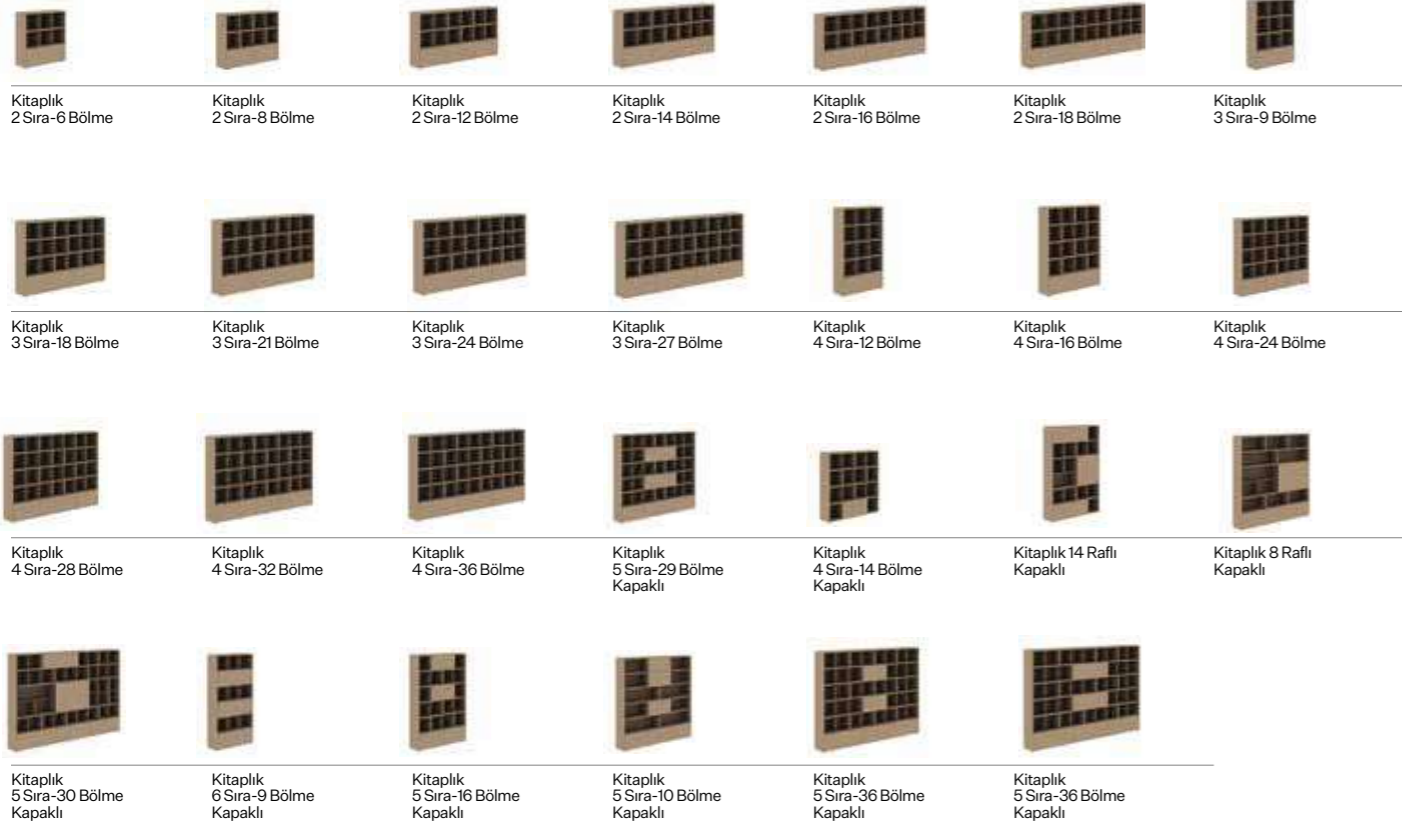 Kitaplık
2 Sıra-6 Bölme
Kitaplık
2 Sıra-8 Bölme
Kitaplık
2 Sıra-12 Bölme
Kitaplık
2 Sıra-14 Bölme
Kitaplık
2 Sıra-16 Bölme
Kitaplık
2 Sıra-18 Bölme
Kitaplık
3 Sıra-9 Bölme
Kitaplık
3 Sıra-18 Bölme
Kitaplık
3 Sıra-21 Bölme
Kitaplık
3 Sıra-24 Bölme
Kitaplık
3 Sıra-27 Bölme
Kitaplık
4 Sıra-12 Bölme
Kitaplık
4 Sıra-16 Bölme
Kitaplık
4 Sıra-24 Bölme
Kitaplık
4 Sıra-28 Bölme
Kitaplık
4 Sıra-32 Bölme
Kitaplık
4 Sıra-36 Bölme
Kitaplık
5 Sıra-29 Bölme
Kapaklı
Kitaplık
4 Sıra-14 Bölme
Kapaklı
Kitaplık 14 Raflı
Kapaklı
Kitaplık 8 Raflı
Kapaklı
Kitaplık
5 Sıra-30 Bölme
Kapaklı
Kitaplık
6 Sıra-9 Bölme
Kapaklı
Kitaplık
5 Sıra-16 Bölme
Kapaklı
Kitaplık
5 Sıra-10 Bölme
Kapaklı
Kitaplık
5 Sıra-36 Bölme
Kapaklı
Kitaplık
5 Sıra-36 Bölme
Kapaklı